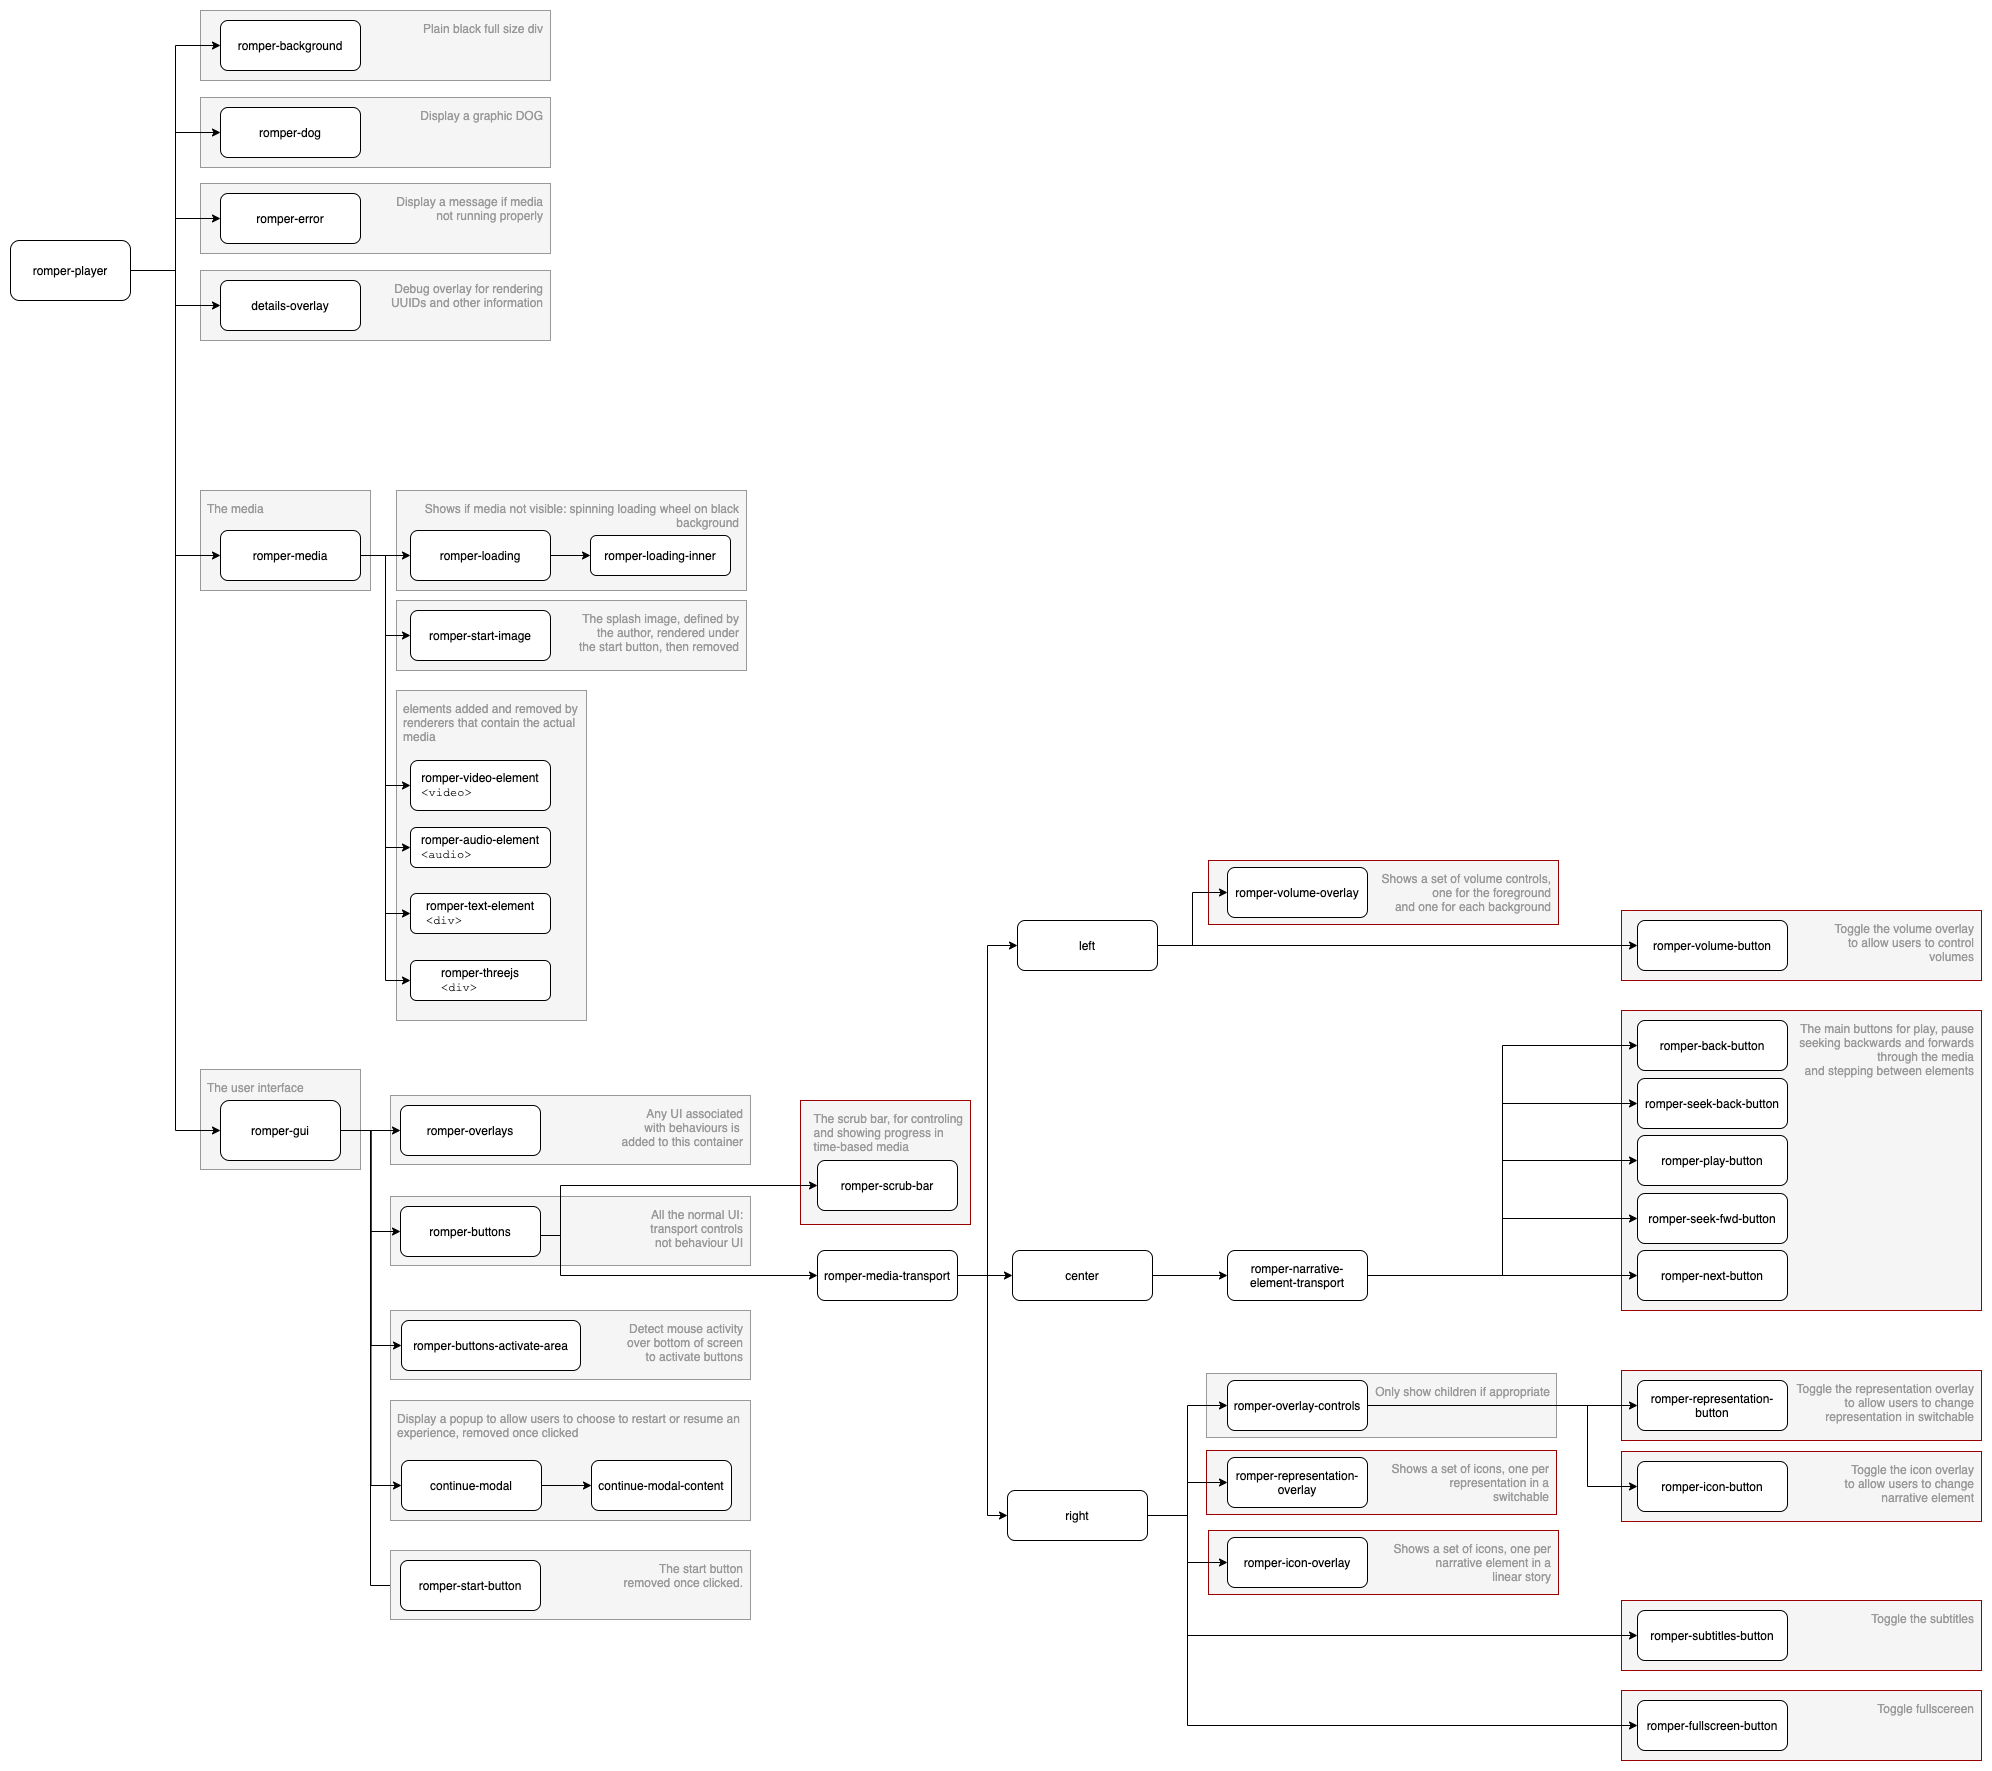 Plain black full size div
romper-background
Display a graphic DOG
romper-dog
Display a message if media
not running properly
romper-error
romper-player
Debug overlay for rendering
UUIDs and other information
details-overlay
The media
romper-media
Shows if media not visible: spinning loading wheel on black
background
romper-loading
romper-loading-inner
The splash image, defined by
the author, rendered under
the start button, then removed
romper-start-image
elements added and removed by
renderers that contain the actual
media
romper-video-element
<video>
romper-audio-element
<audio>
romper-text-element
<div>
romper-threejs
<div>
The user interface
romper-gui
Any UI associated
with behaviours is
added to this container
romper-overlays
All the normal UI:
transport controls
not behaviour UI
romper-buttons
Detect mouse activity
over bottom of screen
to activate buttons
romper-buttons-activate-area
Display a popup to allow users to choose to restart or resume an
experience, removed once clicked
continue-modal
continue-modal-content
The start button
removed once clicked.
romper-start-button
The scrub bar, for controling
and showing progress in
time-based media
romper-scrub-bar
romper-media-transport
left
romper-volume-overlay
Shows a set of volume controls,
one for the foreground
and one for each background
romper-volume-button
Toggle the volume overlay
to allow users to control
volumes
center
romper-narrative-
element-transport
romper-back-button
The main buttons for play, pause
seeking backwards and forwards
through the media
and stepping between elements
romper-seek-back-button
romper-play-button
romper-seek-fwd-button
romper-next-button
right
romper-overlay-controls
Only show children if appropriate
romper-representation-
button
Toggle the representation overlay
to allow users to change
representation in switchable
romper-representation-
overlay
Shows a set of icons, one per
representation in a
switchable
romper-icon-button
Toggle the icon overlay
to allow users to change
narrative element
romper-icon-overlay
Shows a set of icons, one per
narrative element in a
linear story
romper-subtitles-button
Toggle the subtitles
romper-fullscreen-button
Toggle fullscereen